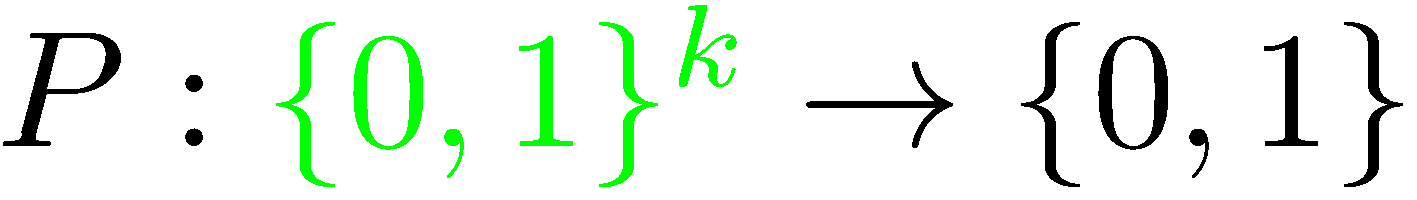 P : {0, 1}^k → {0, 1}